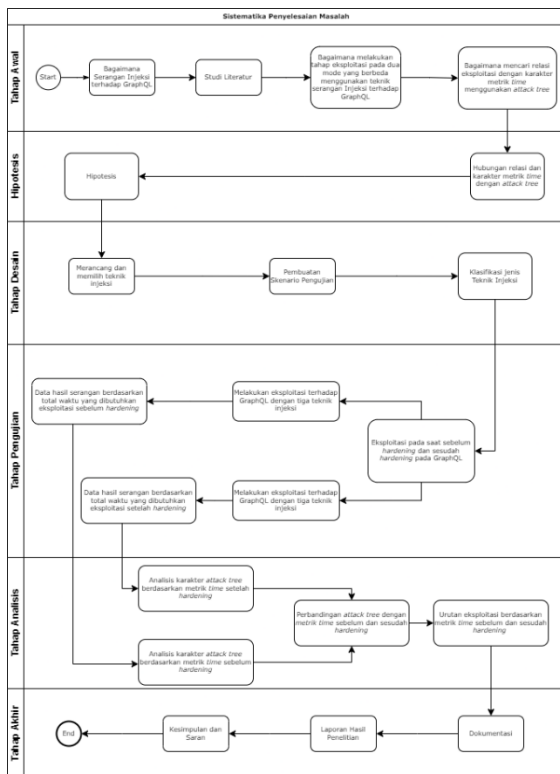 Sistematika Penyelesaian Masalah
Tahap Awal
Start
Bagaimana
Serangan Injeksi
terhadap GraphQL
Studi Literatur
Bagaimana melakukan
tahap eksploitasi pada dua
mode yang berbeda
menggunakan teknik
serangan Injeksi terhadap
GraphQL
Bagaimana mencari relasi
eksploitasi dengan karakter
metrik time
menggunakan attack tree
Hipotesis
Hipotesis
Hubungan relasi dan
karakter metrik time
dengan attack tree
Tahap Desain
Merancang dan
memilih teknik
injeksi
Pembuatan
Skenario Pengujian
Klasifikasi jenis
Teknik Injeksi
Tahap Pengujian
Data hasil serangan berdasarkan
total waktu yang dibutuhkan
eksploitasi sebelum hardening
Melakukan eksploitasi terhadap
GraphQL dengan tiga teknik
injeksi
Eksploitasi pada saat sebelum
hardening dan sesudah
hardening pada GraphQL
Data hasil serangan berdasarkan
total waktu yang dibutuhkan
eksploitasi setelah hardening
Melakukan eksploitasi terhadap
GraphQL dengan tiga teknik
injeksi
Tahap Analisis
Analisis karakter attack tree
berdasarkan metrik time setelah
hardening
Analisis karakter attack tree
berdasarkan metrik time sebelum
hardening
Perbandingan attack tree dengan
metrik time sebelum dan sesudah
hardening
Urutan eksploitasi berdasarkan
metrik time sebelum dan sesudah
hardening
Tahap Akhir
End
Kesimpulan dan
Saran
Laporan Hasil
Penelitian
Dokumentasi